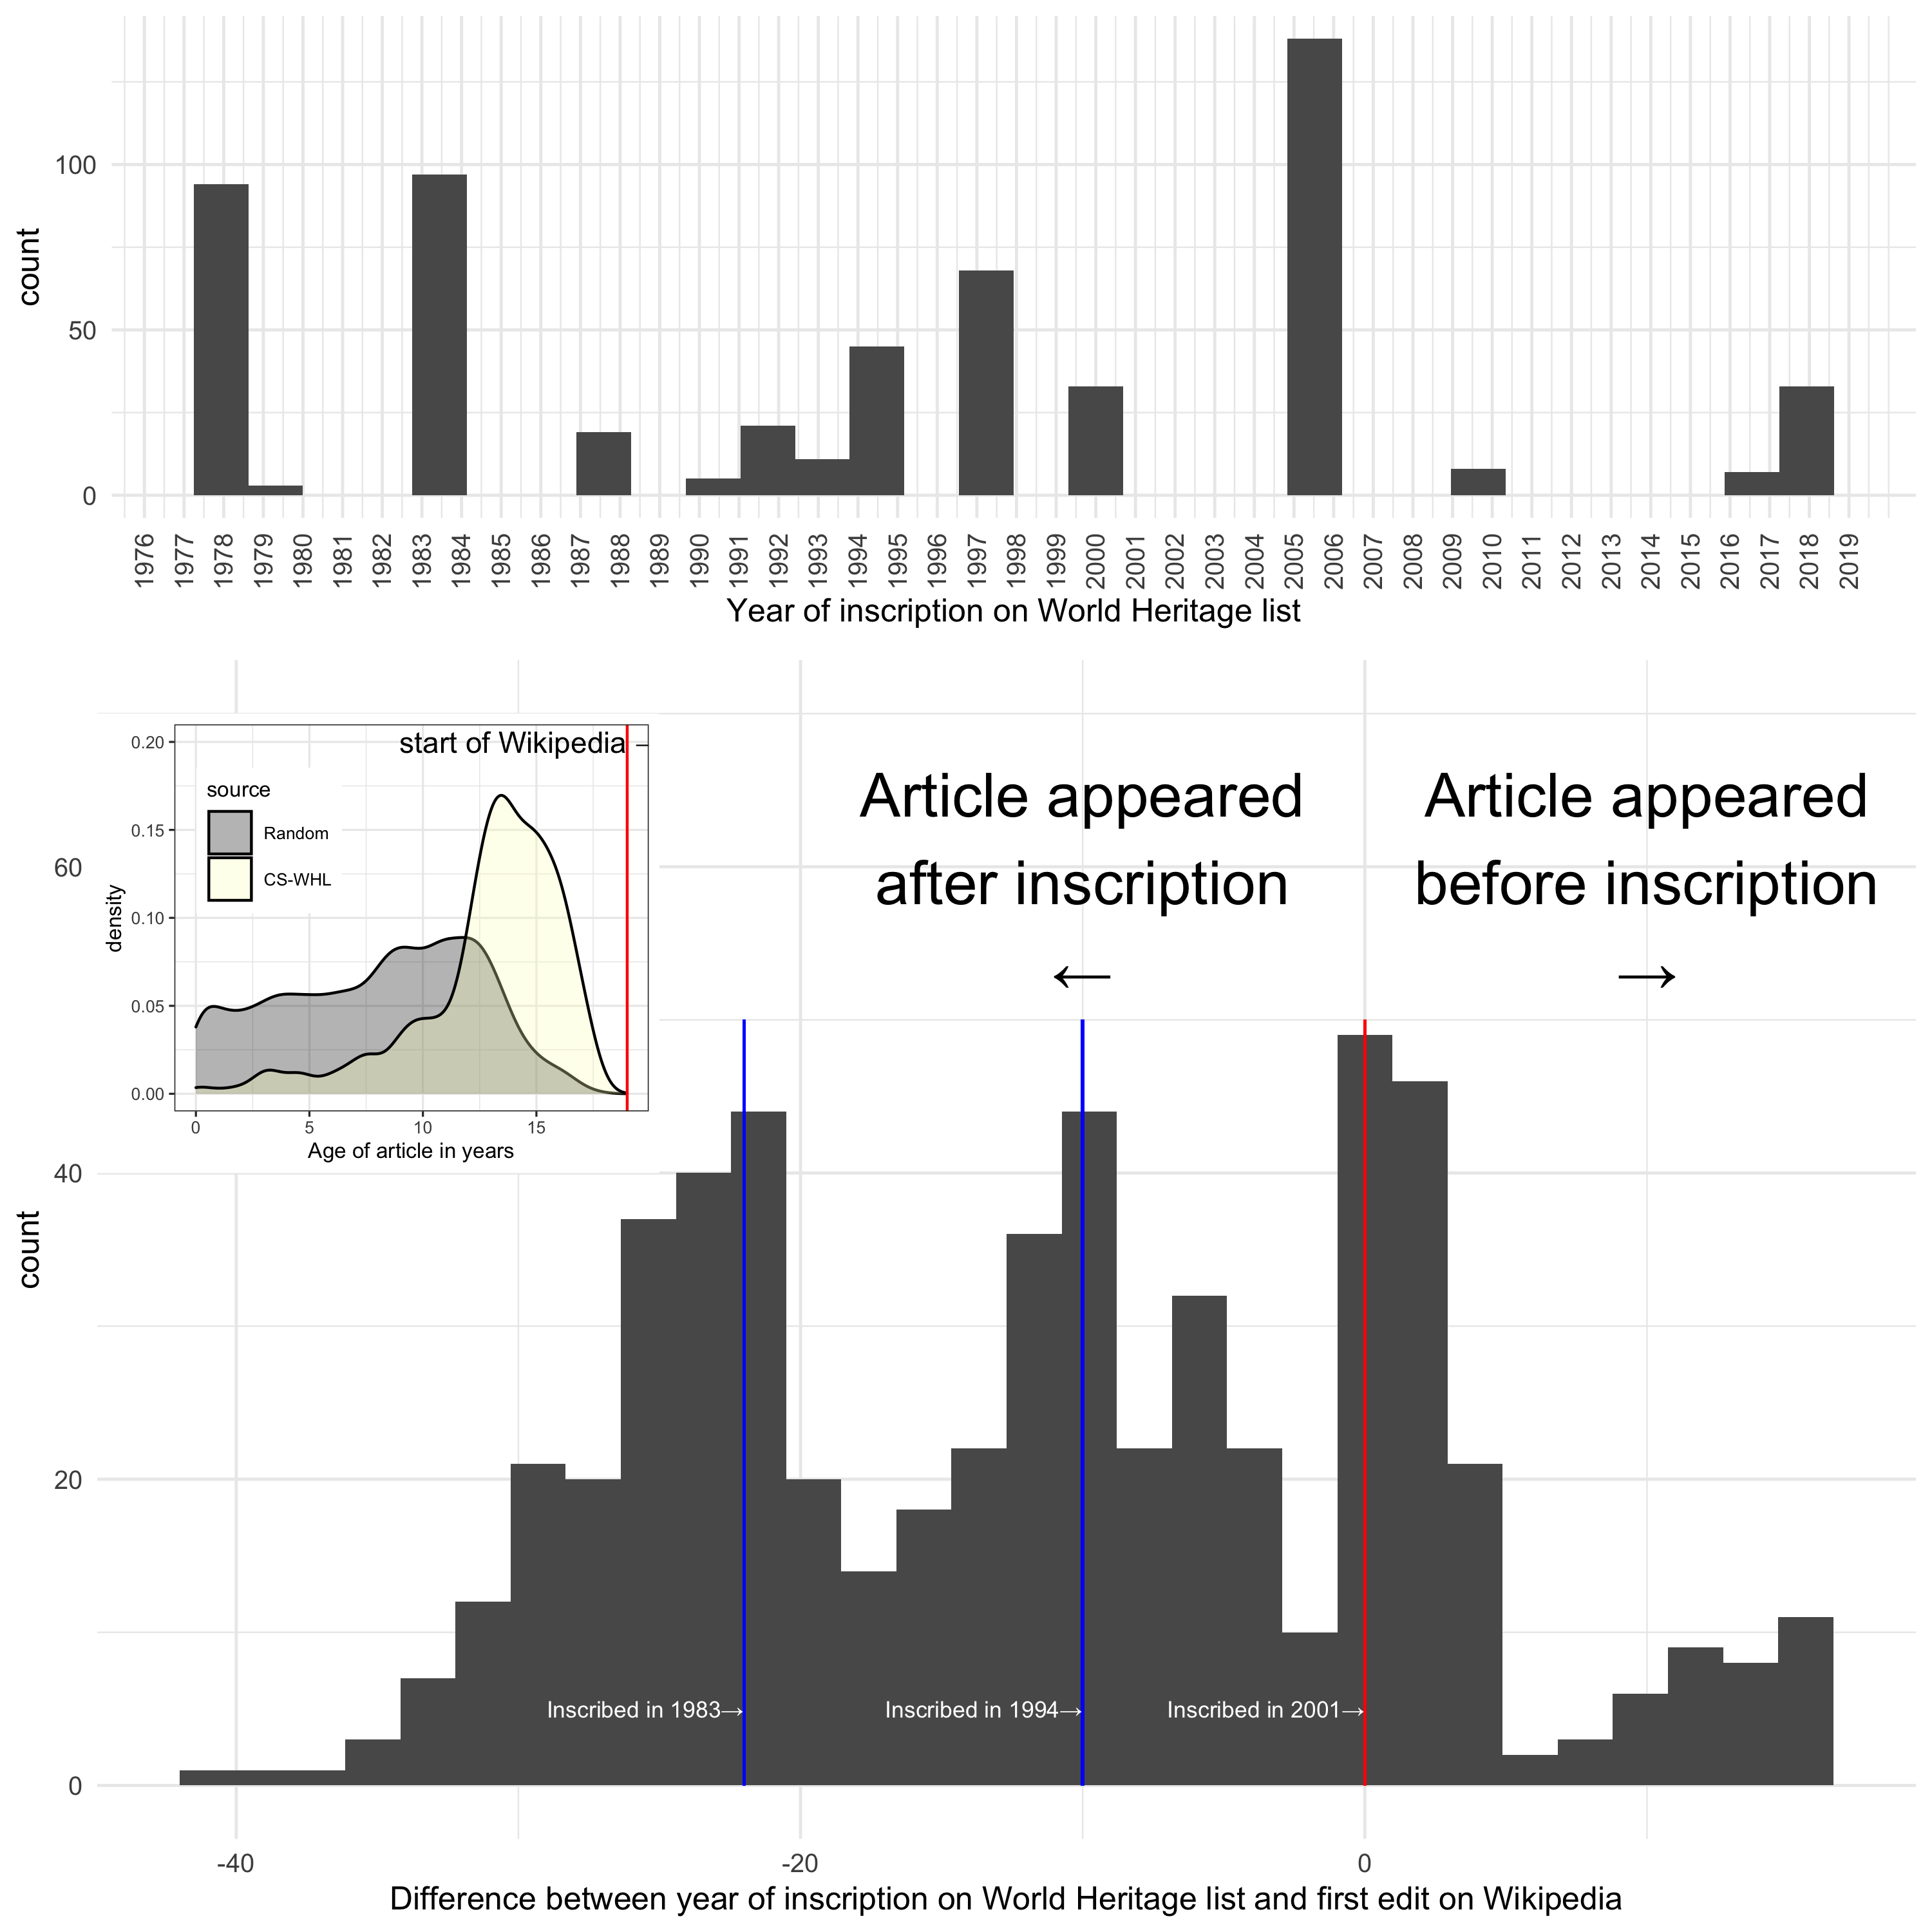 count
100
50
0
1976 1977 1978 1979 1980 1981 1982 1983 1984 1985 1986 1987 1988 1989 1990 1991 1992 1993 1994 1995 1996 1997 1998 1999 2000 2001 2002 2003 2004 2005 2006 2007 2008 2009 2010 2011 2012 2013 2014 2015 2016 2017 2018 2019
Year of inscription on World Heritage list
count
60
40
20
0
density
0.20
0.15
0.10
0.05
0.00
start of Wikipedia
source
Random
CS-WHL
0 5 10 15
Age of article in years
Article appeared
after inscription
←
Article appeared
before inscription
→
Inscribed in 1983→
Inscribed in 1994→
Inscribed in 2001→
-40 -20 0
Difference between year of inscription on World Heritage list and first edit on Wikipedia